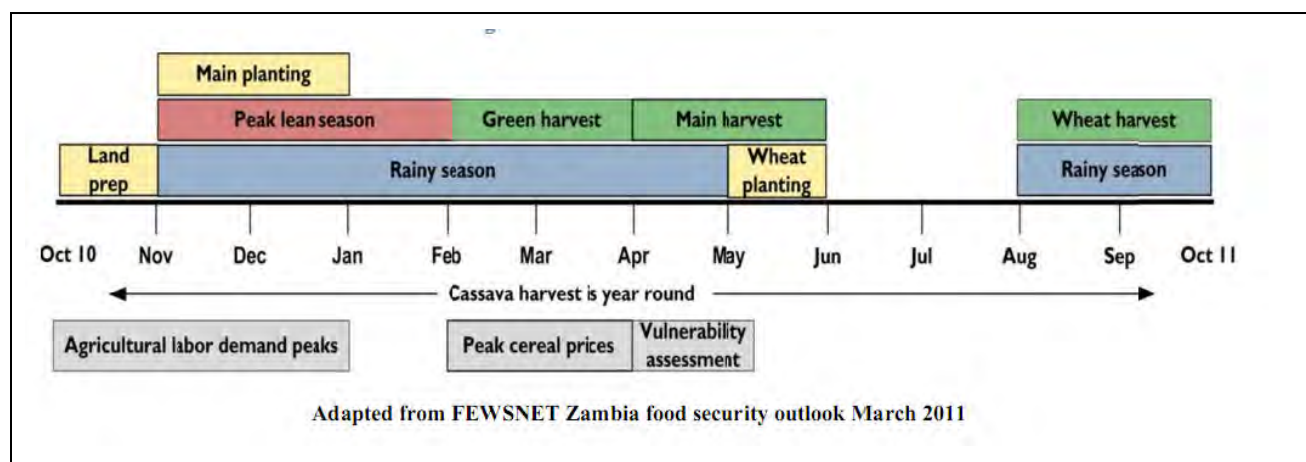 Main planting
Peak lean season
Green harvest
Main harvest
Wheat harvest
Land
prep
Rainy season
Wheat
planting
Rainy season
Oct 10
Nov
Dec
Jan
Feb
Mar
Apr
May
Jun
Jul
Aug
Sep
Oct 11
Cassava harvest is year round
Agricultural labor demand peaks
Peak cereal prices
Vulnerability
assessment
Adapted from FEWSNET Zambia food security outlook March 2011